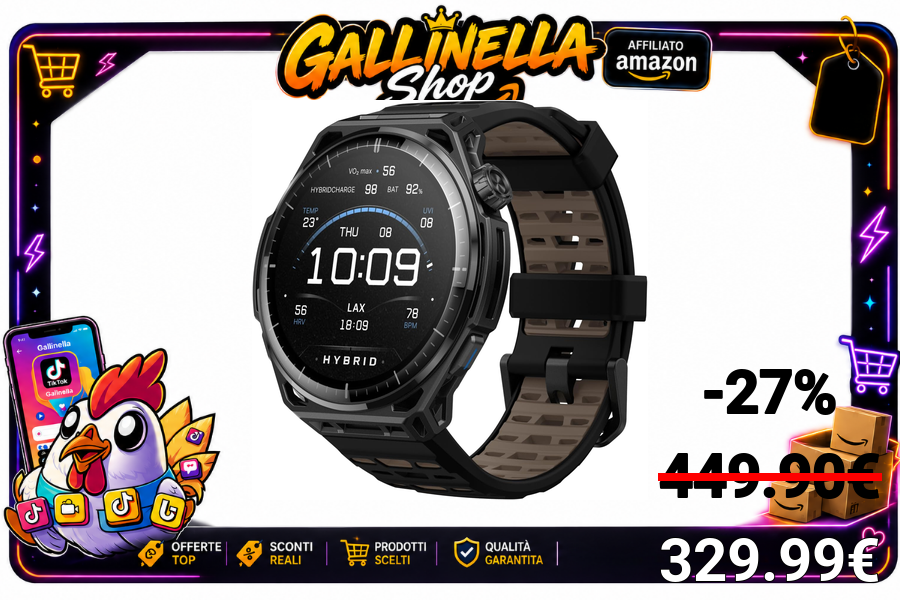 GALLINELLA
Shop
AFFILIATO
amazon
VO₂ max 56
HYBRIDCHARGE 98 BAT 92%
TEMP
23°
UVI
08
THU 08
10:09
56
HRV
LAX
18:09
78
BPM
HYBRID
Gallinella
TikTok
Gallinella
-27%
449.90€
329.99€
OFFERTE
TOP
SCONTI
REALI
PRODOTTI
SCELTI
QUALITÀ
GARANTITA